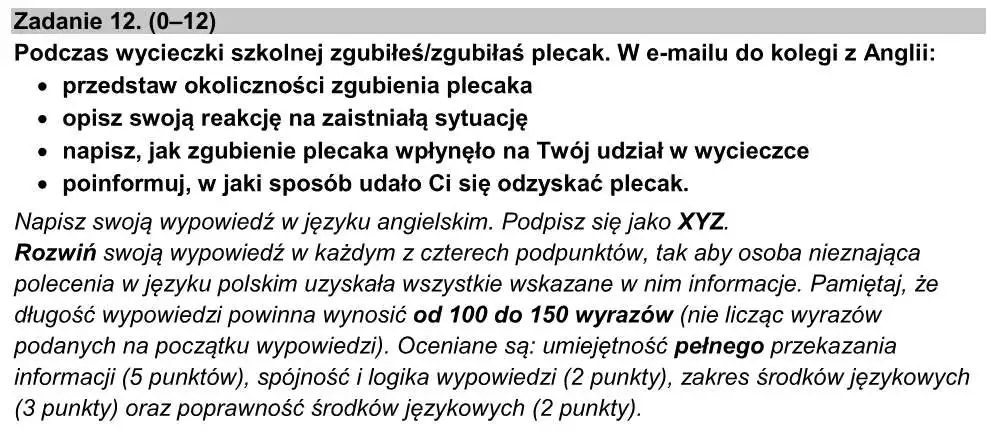 Zadanie 12. (0–12)
Podczas wycieczki szkolnej zgubiłeś/zgubiłaś plecak. W e-mailu do kolegi z Anglii:
• przedstaw okoliczności zgubienia plecaka
• opisz swoją reakcję na zaistniałą sytuację
• napisz, jak zgubienie plecaka wpłynęło na Twój udział w wycieczce
• poinformuj, w jaki sposób udało Ci się odzyskać plecak.
Napisz swoją wypowiedź w języku angielskim. Podpisz się jako XYZ.
Rozwiń swoją wypowiedź w każdym z czterech podpunktów, tak aby osoba nieznająca
polecenia w języku polskim uzyskała wszystkie wskazane w nim informacje. Pamiętaj, że
długość wypowiedzi powinna wynosić od 100 do 150 wyrazów (nie licząc wyrazów
podanych na początku wypowiedzi). Oceniane są: umiejętność pełnego przekazania
informacji (5 punktów), spójność i logika wypowiedzi (2 punkty), zakres środków językowych
(3 punkty) oraz poprawność środków językowych (2 punkty).